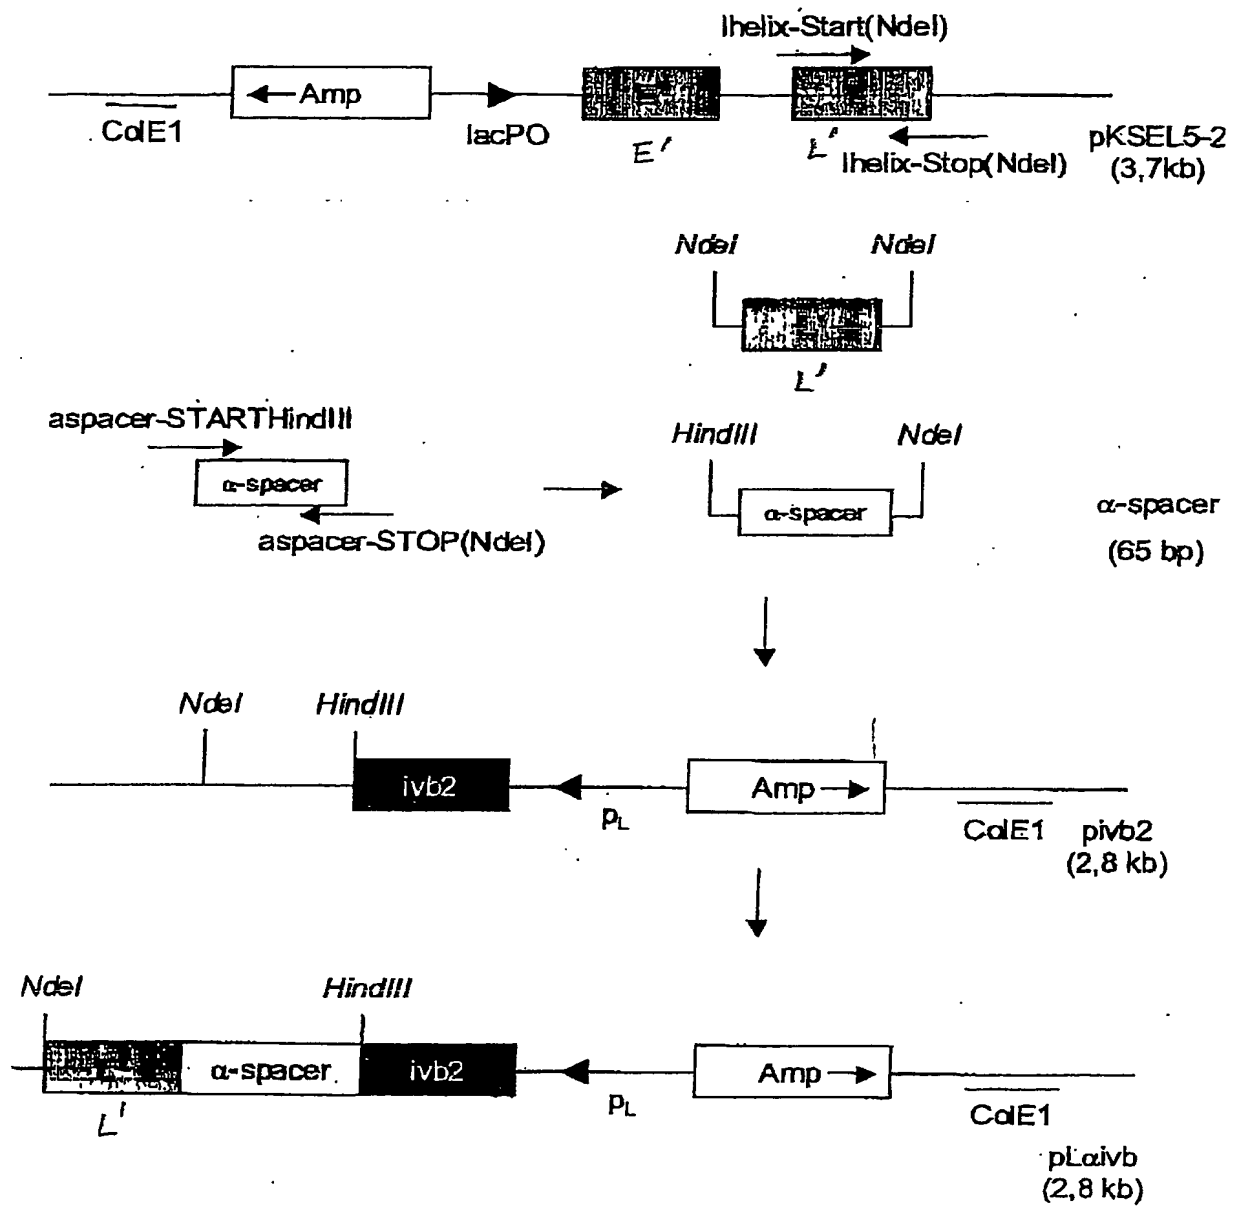 lhelix-Start(NdeI)
Amp
ColE1
lacPO
E'
L'
lhelix-Stop(NdeI)
pKSEL5-2
(3,7kb)
NdeI NdeI
L'
aspacer-STARTHindIII
α-spacer
aspacer-STOP(NdeI)
HindIII NdeI
α-spacer
α-spacer
(65 bp)
NdeI HindIII
ivb2
pL
Amp
ColE1
pivb2
(2,8 kb)
NdeI HindIII
α-spacer
ivb2
L'
pL
Amp
ColE1
pLαivb
(2,8 kb)